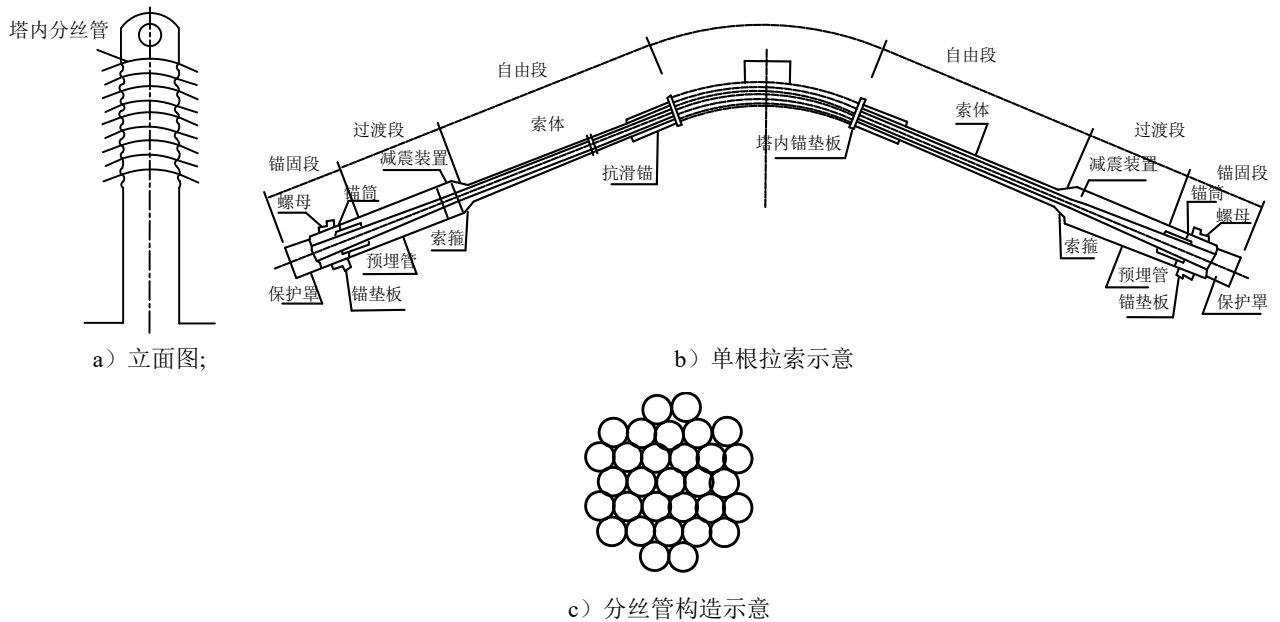 塔内分丝管
a）立面图;
自由段
自由段
过渡段
索体
索体
过渡段
锚固段
减震装置
抗滑锚
塔内锚垫板
减震装置
锚固段
螺母
锚筒
锚筒
螺母
索箍
索箍
预埋管
预埋管
保护罩
锚垫板
锚垫板
保护罩
b）单根拉索示意
c）分丝管构造示意